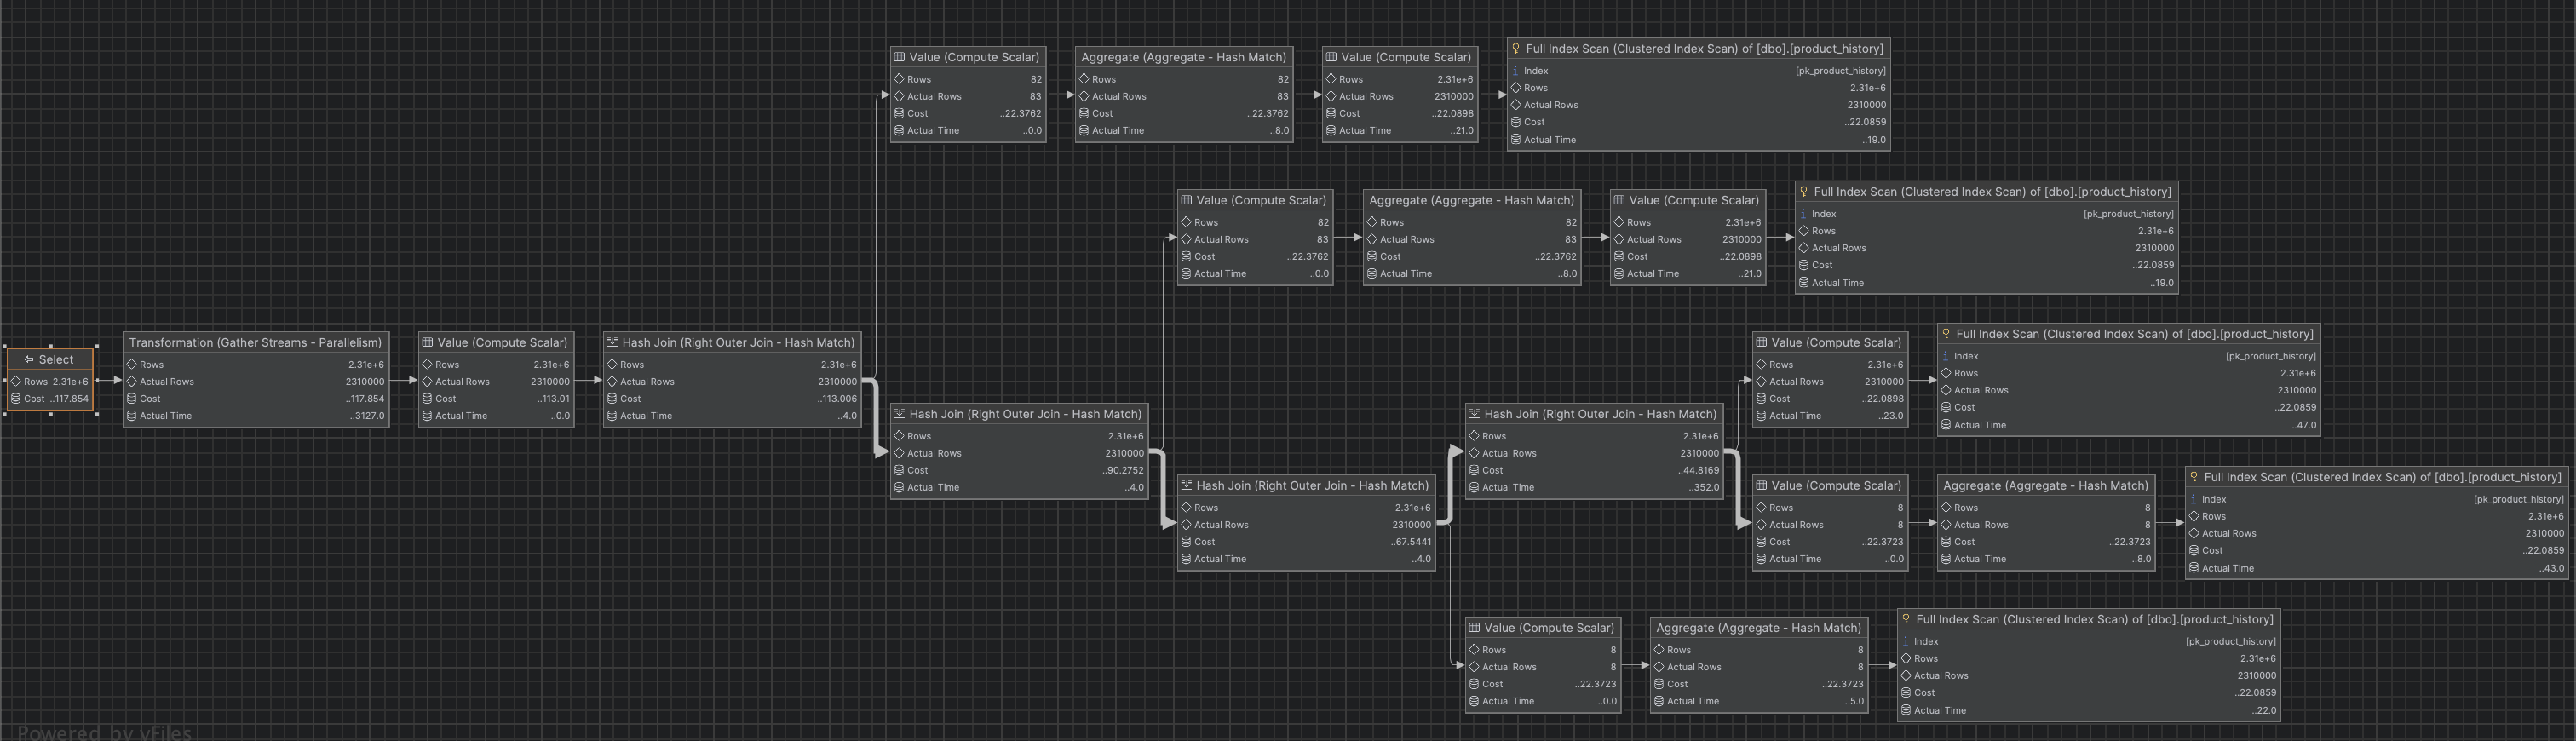 Value (Compute Scalar)
Rows 82
Actual Rows 83
Cost ..22.3762
Actual Time ..0.0
Aggregate (Aggregate - Hash Match)
Rows 82
Actual Rows 83
Cost ..22.3762
Actual Time ..8.0
Value (Compute Scalar)
Rows 2.31e+6
Actual Rows 2310000
Cost ..22.0898
Actual Time ..21.0
Full Index Scan (Clustered Index Scan) of [dbo].[product_history]
Index [pk_product_history]
Rows 2.31e+6
Actual Rows 2310000
Cost ..22.0859
Actual Time ..19.0
Value (Compute Scalar)
Rows 82
Actual Rows 83
Cost ..22.3762
Actual Time ..0.0
Aggregate (Aggregate - Hash Match)
Rows 82
Actual Rows 83
Cost ..22.3762
Actual Time ..8.0
Value (Compute Scalar)
Rows 2.31e+6
Actual Rows 2310000
Cost ..22.0898
Actual Time ..21.0
Full Index Scan (Clustered Index Scan) of [dbo].[product_history]
Index [pk_product_history]
Rows 2.31e+6
Actual Rows 2310000
Cost ..22.0859
Actual Time ..19.0
Select
Rows 2.31e+6
Cost ..117.854
Transformation (Gather Streams - Parallelism)
Rows 2.31e+6
Actual Rows 2310000
Cost ..117.854
Actual Time ..3127.0
Value (Compute Scalar)
Rows 2.31e+6
Actual Rows 2310000
Cost ..113.01
Actual Time ..0.0
Hash Join (Right Outer Join - Hash Match)
Rows 2.31e+6
Actual Rows 2310000
Cost ..113.006
Actual Time ..4.0
Hash Join (Right Outer Join - Hash Match)
Rows 2.31e+6
Actual Rows 2310000
Cost ..90.2752
Actual Time ..4.0
Hash Join (Right Outer Join - Hash Match)
Rows 2.31e+6
Actual Rows 2310000
Cost ..67.5441
Actual Time ..4.0
Hash Join (Right Outer Join - Hash Match)
Rows 2.31e+6
Actual Rows 2310000
Cost ..44.8169
Actual Time ..352.0
Value (Compute Scalar)
Rows 2.31e+6
Actual Rows 2310000
Cost ..22.0898
Actual Time ..23.0
Full Index Scan (Clustered Index Scan) of [dbo].[product_history]
Index [pk_product_history]
Rows 2.31e+6
Actual Rows 2310000
Cost ..22.0859
Actual Time ..47.0
Value (Compute Scalar)
Rows 8
Actual Rows 8
Cost ..22.3723
Actual Time ..0.0
Aggregate (Aggregate - Hash Match)
Rows 8
Actual Rows 8
Cost ..22.3723
Actual Time ..8.0
Full Index Scan (Clustered Index Scan) of [dbo].[product_history]
Index [pk_product_history]
Rows 2.31e+6
Actual Rows 2310000
Cost ..22.0859
Actual Time ..43.0
Value (Compute Scalar)
Rows 8
Actual Rows 8
Cost ..22.3723
Actual Time ..0.0
Aggregate (Aggregate - Hash Match)
Rows 8
Actual Rows 8
Cost ..22.3723
Actual Time ..5.0
Full Index Scan (Clustered Index Scan) of [dbo].[product_history]
Index [pk_product_history]
Rows 2.31e+6
Actual Rows 2310000
Cost ..22.0859
Actual Time ..22.0
Powered by yFiles